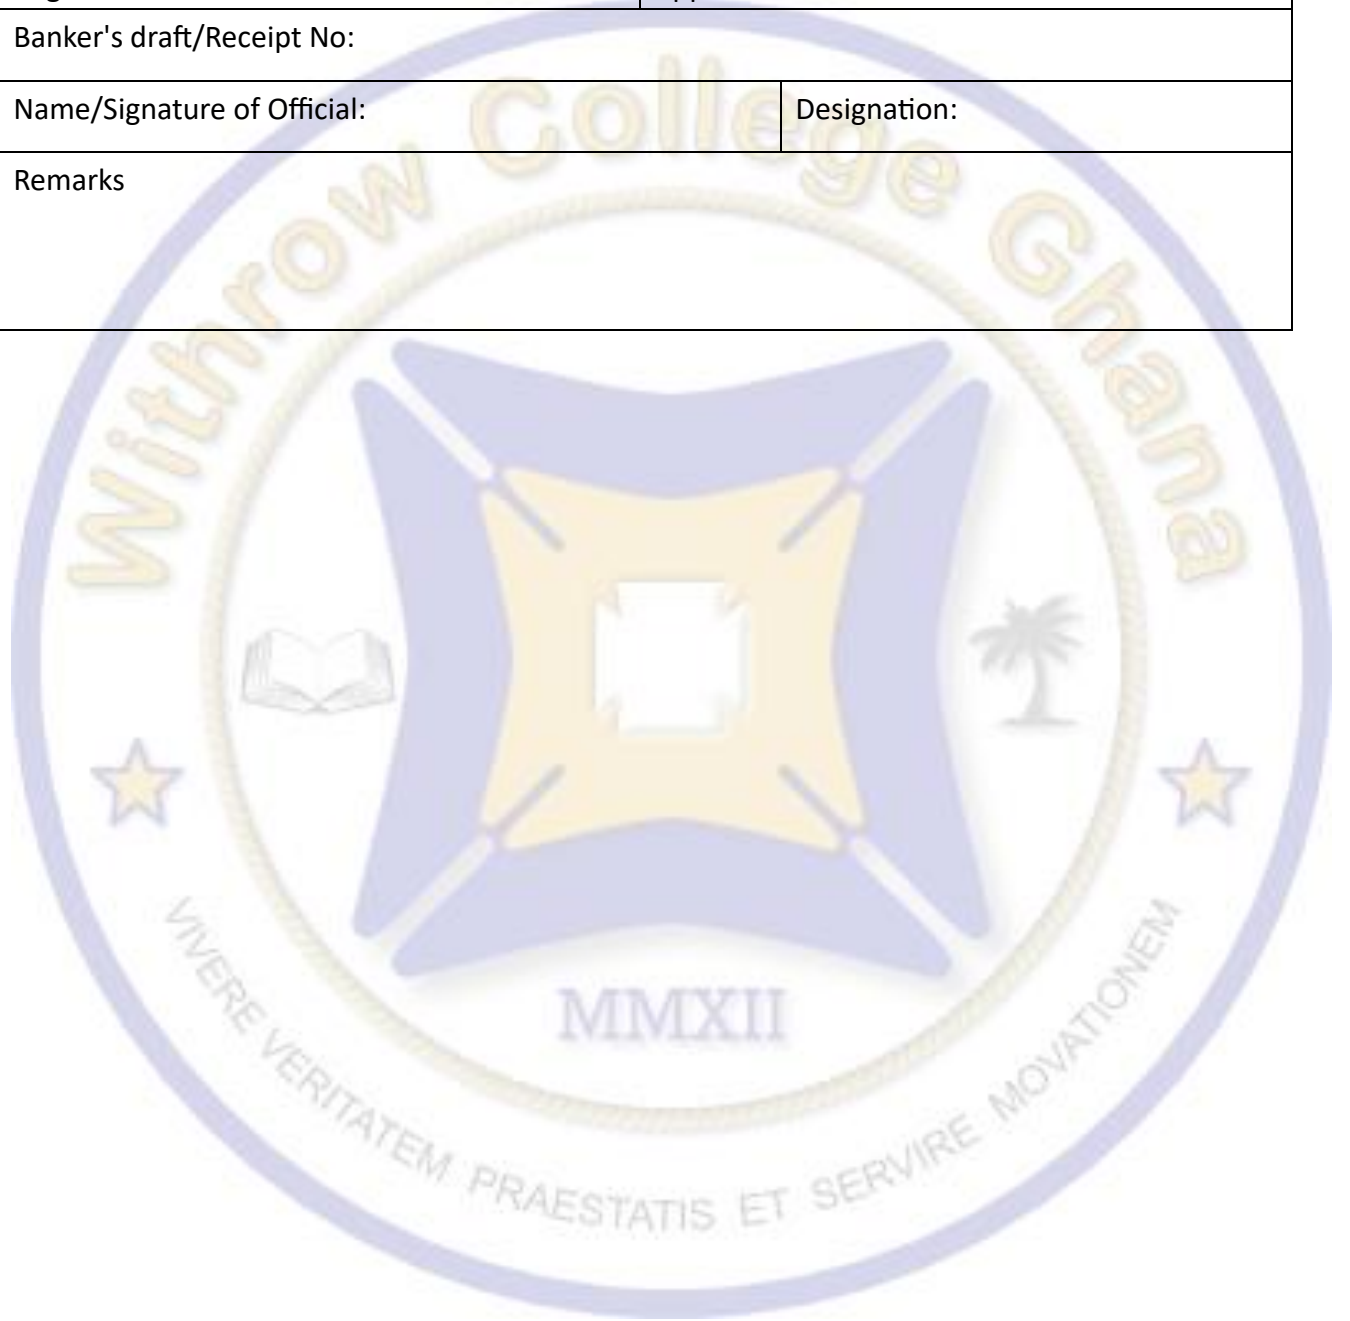 Banker's draft/Receipt No:
Name/Signature of Official:
Designation:
Remarks
Withrow College Ghana
MMXII
VIVERE VERITATEM PRAESTATIS ET SERVIRE MOVATIONEM